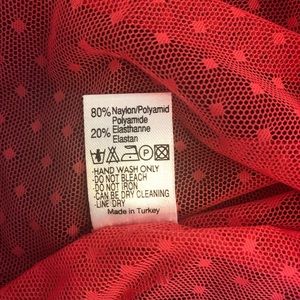 80% Naylon/Polyamid
Polyamide
20% Elasthanne
Elastan
-HAND WASH ONLY
-DO NOT BLEACH
-DO NOT IRON
-CAN BE DRY CLEANING
-LINE DRY
Made in Turkey